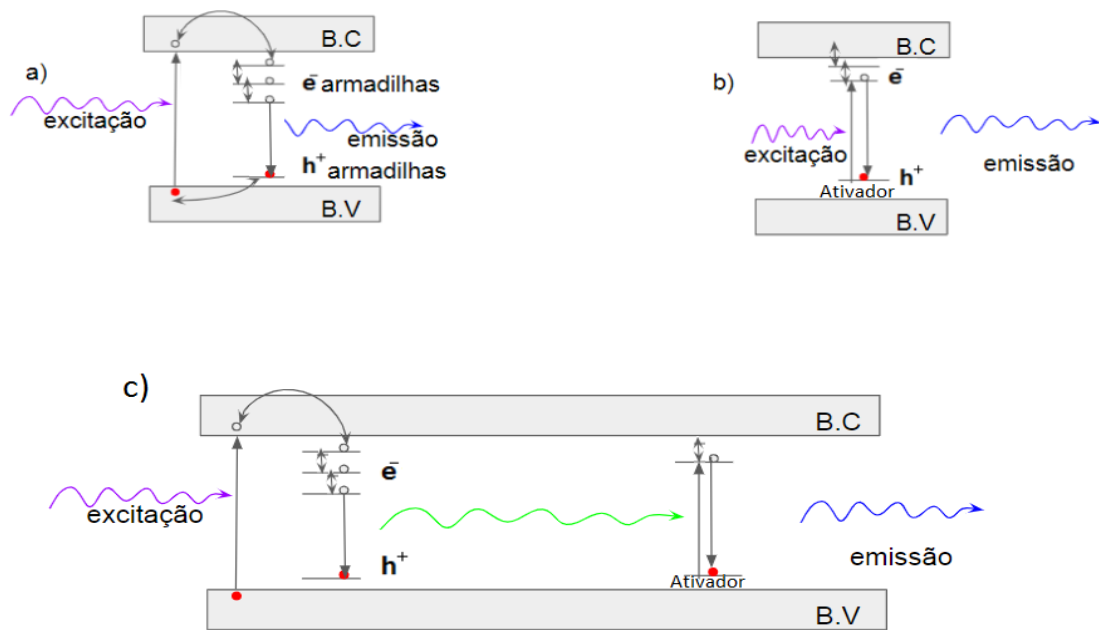 a)
B.C
e⁻ armadilhas
excitação
emissão
h⁺ armadilhas
B.V
b)
B.C
e⁻
excitação
emissão
h⁺
Ativador
B.V
c)
B.C
e⁻
excitação
h⁺
emissão
Ativador
B.V